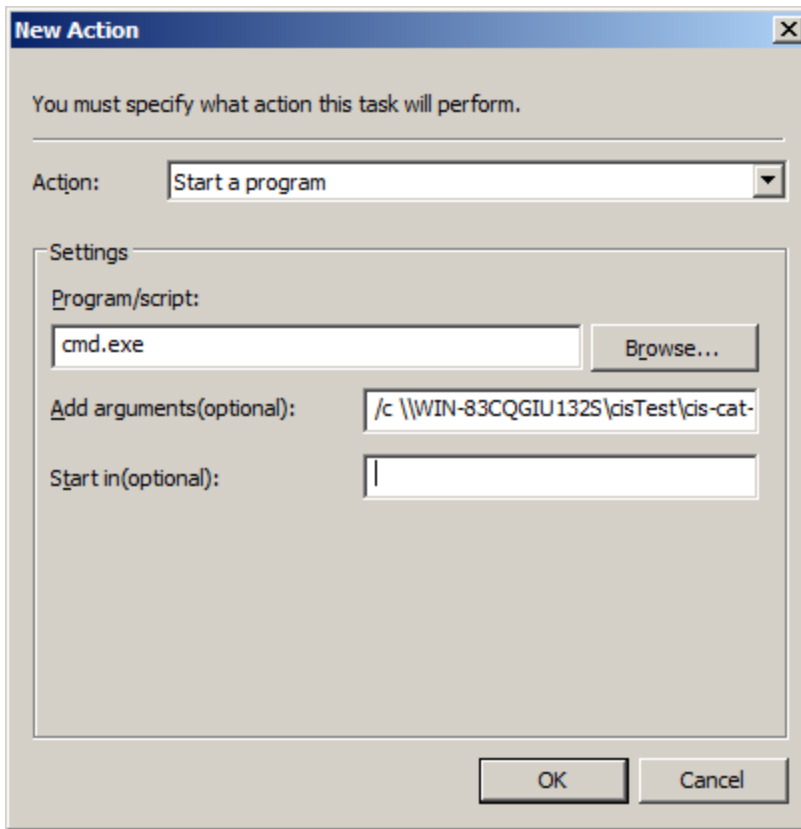 New Action
You must specify what action this task will perform.
Action: Start a program
Settings
Program/script:
cmd.exe Browse...
Add arguments(optional): /c \\WIN-83CQGIU132S\cisTest\cis-cat-
Start in(optional):
OK Cancel